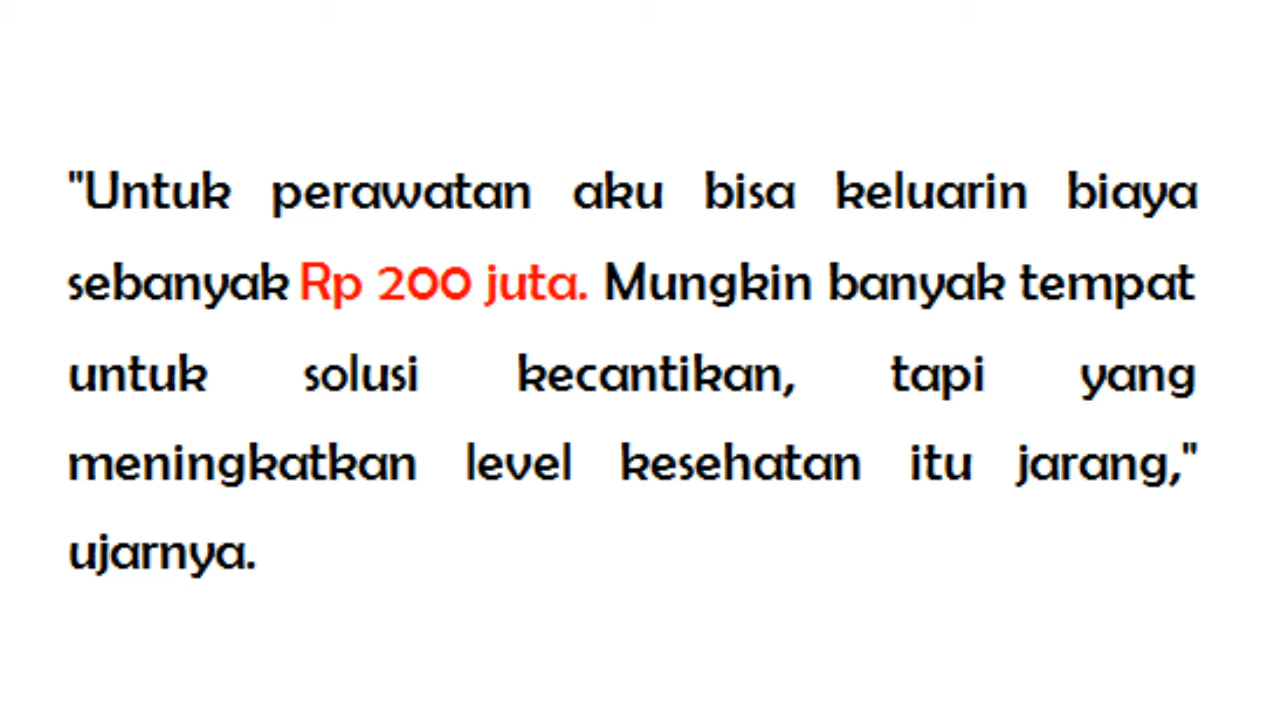 "Untuk perawatan aku bisa keluarin biaya
sebanyak Rp 200 juta. Mungkin banyak tempat
untuk solusi kecantikan, tapi yang
meningkatkan level kesehatan itu jarang,"
ujarnya.